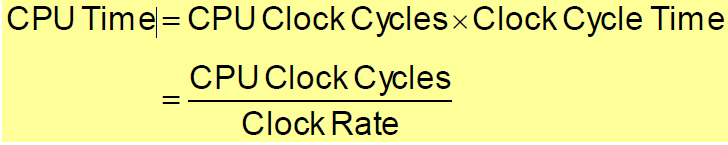 CPU Time = CPU Clock Cycles × Clock Cycle Time
= CPU Clock Cycles
Clock Rate